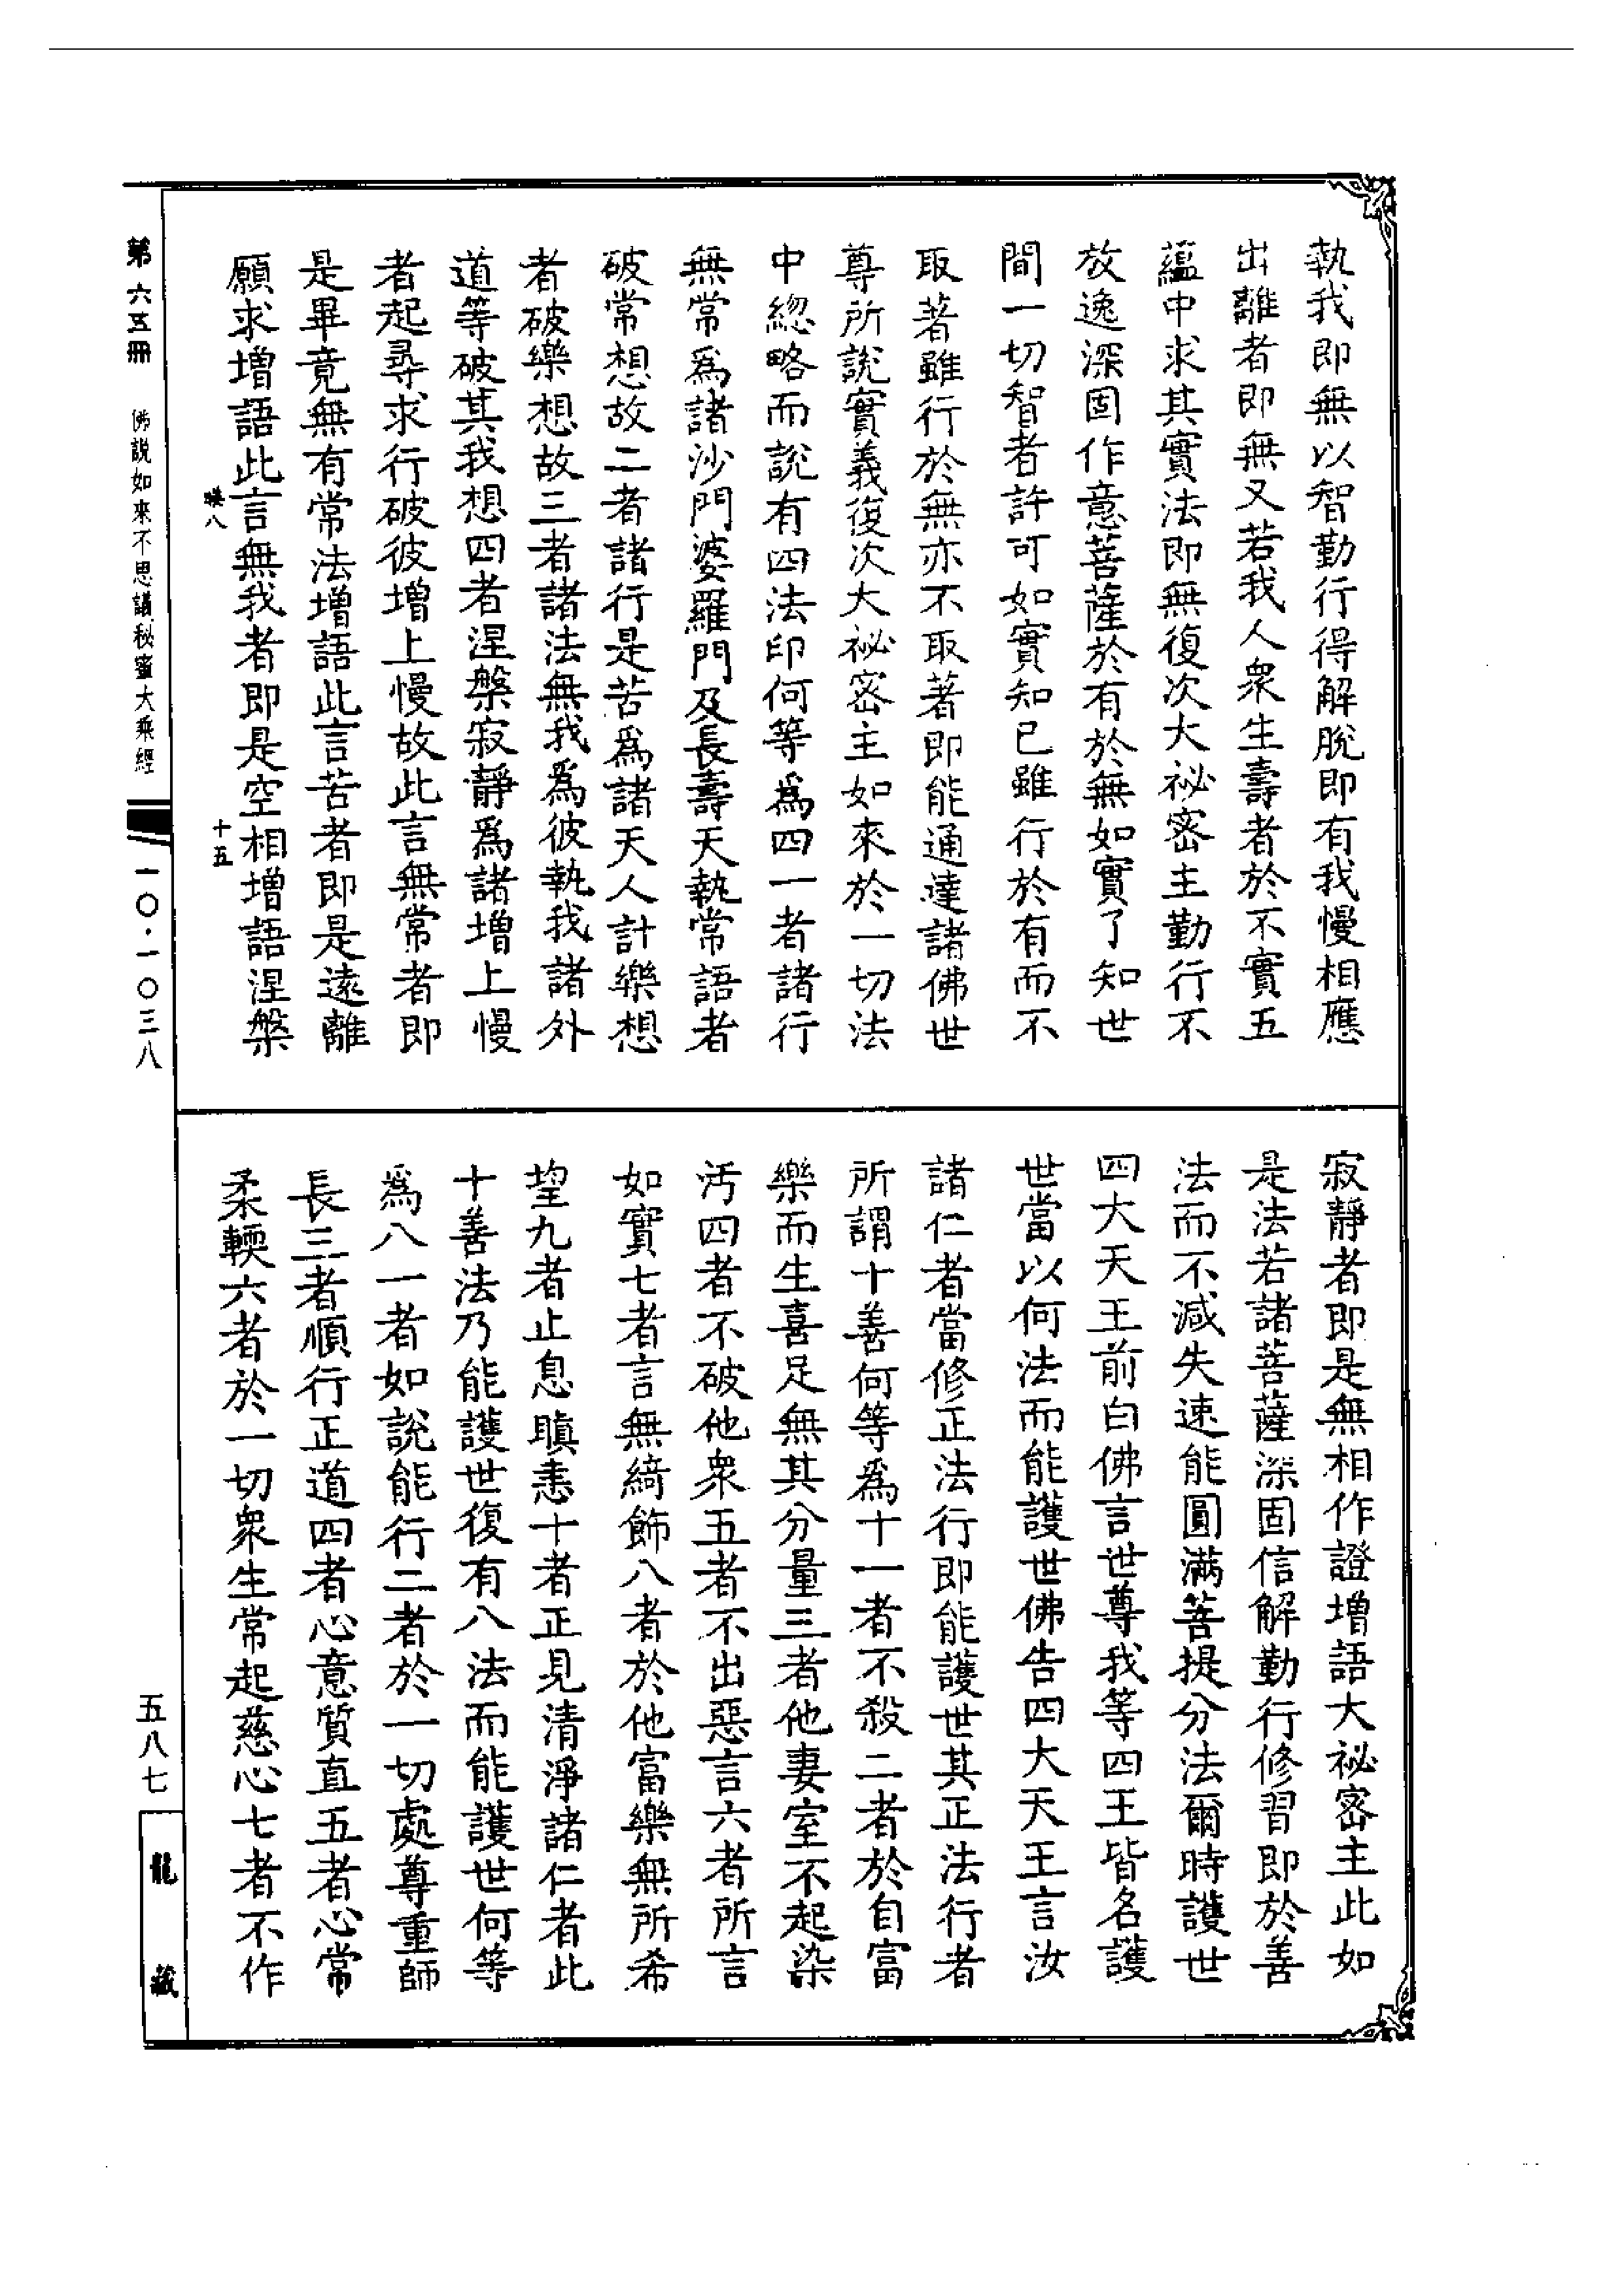 執我即無以智勤行得解脫即有我慢相應
出離者即無又若我人衆生壽者於不實五
蘊中求其實法即無復次大祕密主勤行不
放逸深固作意菩薩於有於無如實了知世
間一切智者許可如實知已雖行於有而不
取著雖行於無亦不取著即能通達諸佛世
尊所說實義復次大祕密主如來於一切法
中緫略而說有四法印何等爲四一者諸行
無常爲諸沙門婆羅門及長壽天執常語者
破常想故二者諸行是苦爲諸天人計樂想
者破樂想故三者諸法無我爲彼執我諸外
道等破其我想四者涅槃寂靜爲諸增上慢
者起尋求行破彼增上慢故此言無常者即
是畢竟無有常法增語此言苦者即是遠離
願求增語此言無我者即是空相增語涅槃
八
十五
寂靜者即是無相作證增語大祕密主此如
是法若諸菩薩深固信解勤行修習即於善
法而不減失速能圓滿菩提分法爾時護世
四大天王前白佛言世尊我等四王皆名護
世當以何法而能護世佛告四大天王言汝
諸仁者當修正法行即能護世其正法行者
所謂十善何等爲十一者不殺二者於自富
樂而生喜足無其分量三者他妻室不起染
汚四者不破他衆五者不出惡言六者所言
如實七者言無綺飾八者於他富樂無所希
望九者止息瞋恚十者正見清淨諸仁者此
十善法乃能護世復有八法而能護世何等
爲八一者如說能行二者於一切處尊重師
長三者順行正道四者心意質直五者心常
柔輭六者於一切衆生常起慈心七者不作
第六五冊 佛說如來不思議秘蜜大乘經 一〇·一〇三八
五八七
龍藏